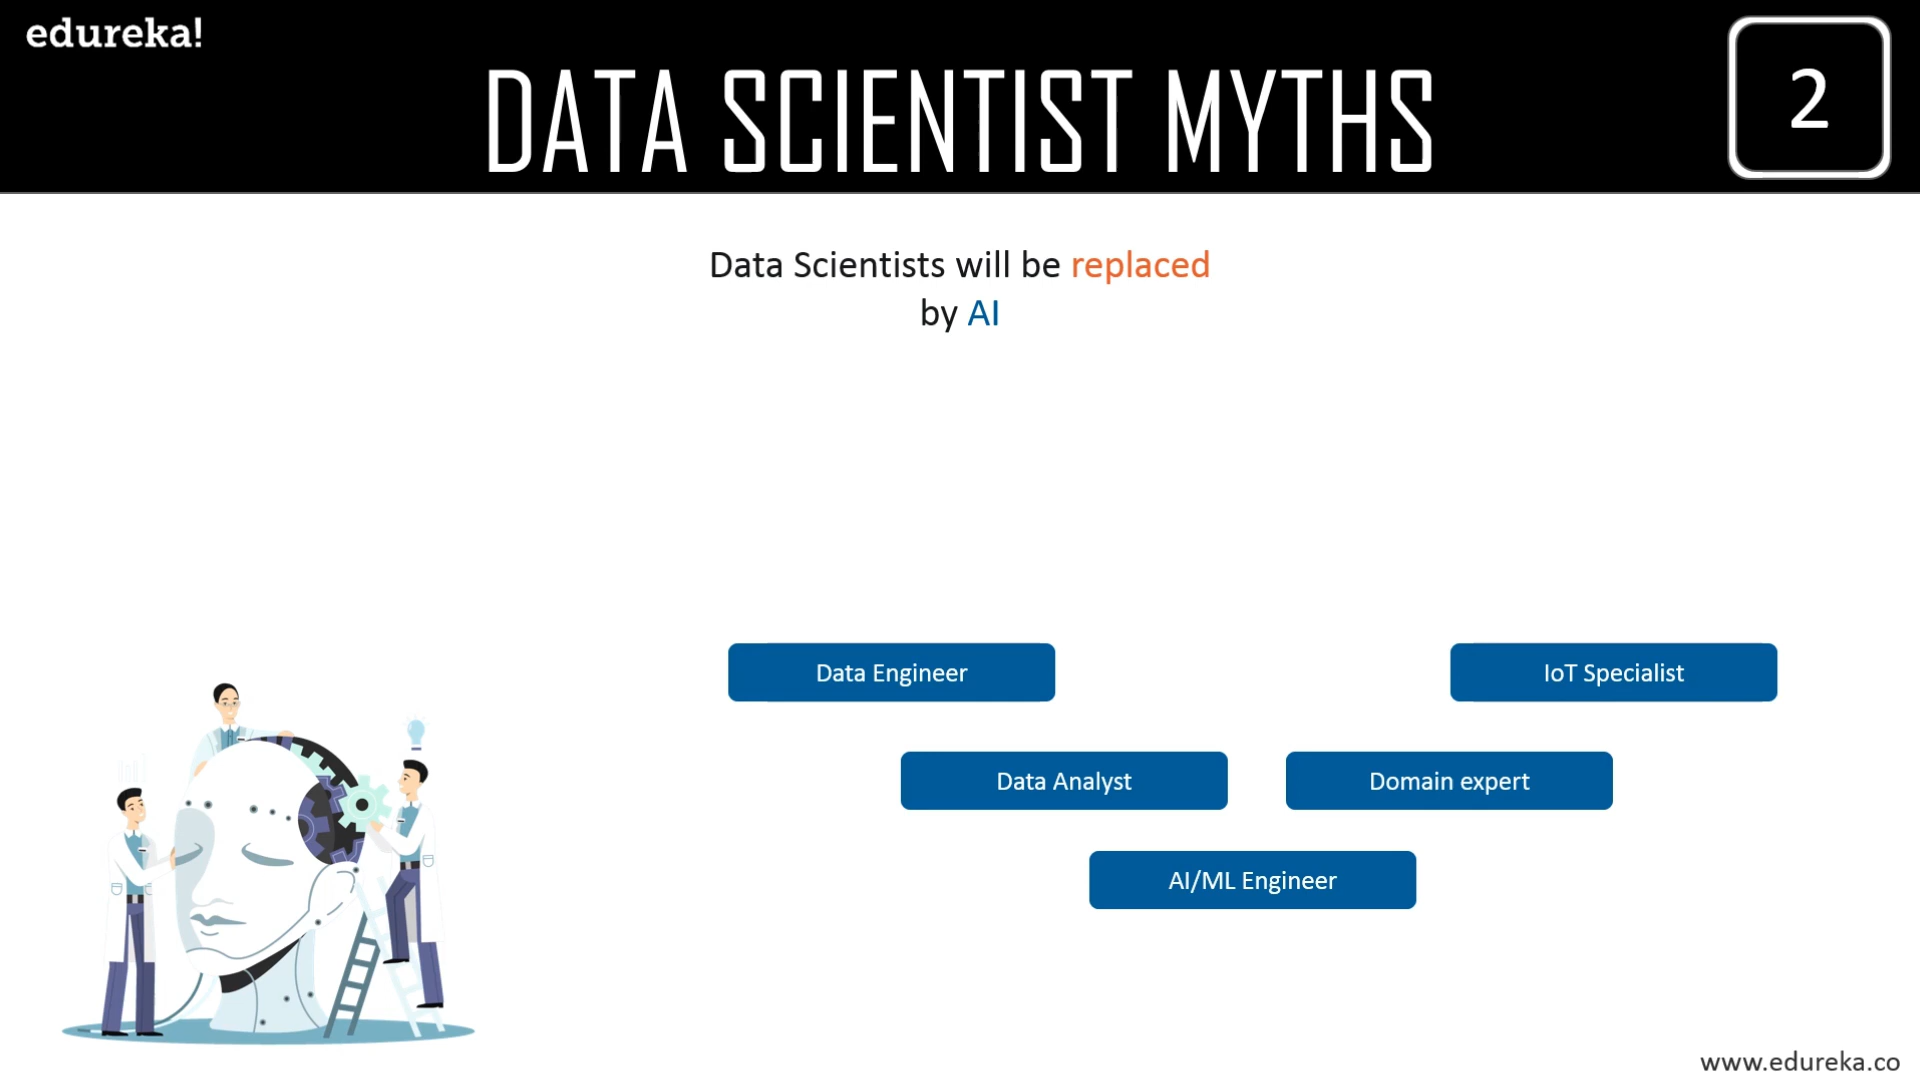 edureka!
DATA SCIENTIST MYTHS
2
Data Scientists will be replaced
by AI
Data Engineer
IoT Specialist
Data Analyst
Domain expert
AI/ML Engineer
www.edureka.co